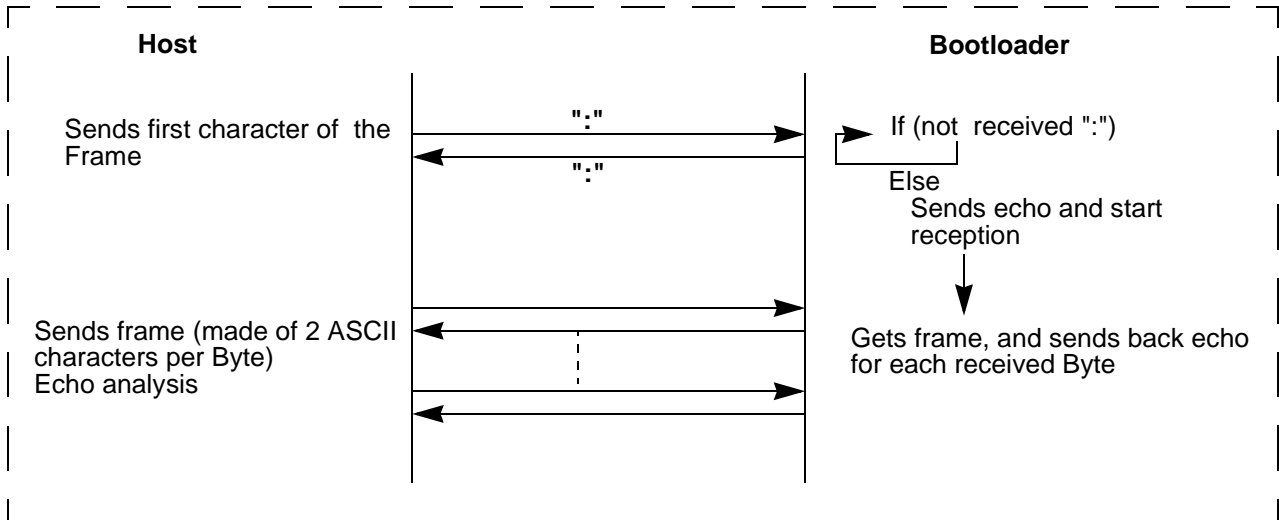 Host
Bootloader
Sends first character of the
Frame
":"
":"
If (not received ":")
Else
Sends echo and start
reception
Sends frame (made of 2 ASCII
characters per Byte)
Echo analysis
Gets frame, and sends back echo
for each received Byte